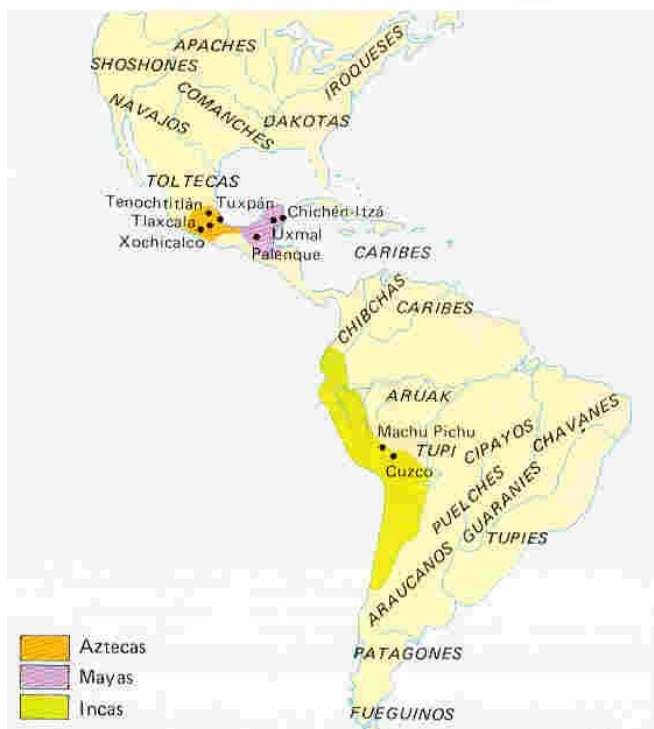 APACHES
SHOSHONES
IROQUESES
NAVAJOS
COMANCHES
DAKOTAS
TOLTECAS
Tenochtitlán
Tuxpán
Chichén-Itzá
Tlaxcala
Uxmal
Xochicalco
Palenque
CARIBES
CHIBCHAS
CARIBES
ARUAK
Machu Pichu
TUPI
CIPAYOS
CHAVANES
Cuzco
PUELCHES
GUARANIES
TUPIES
ARAUCANOS
PATAGONES
FUEGUINOS
Aztecas
Mayas
Incas